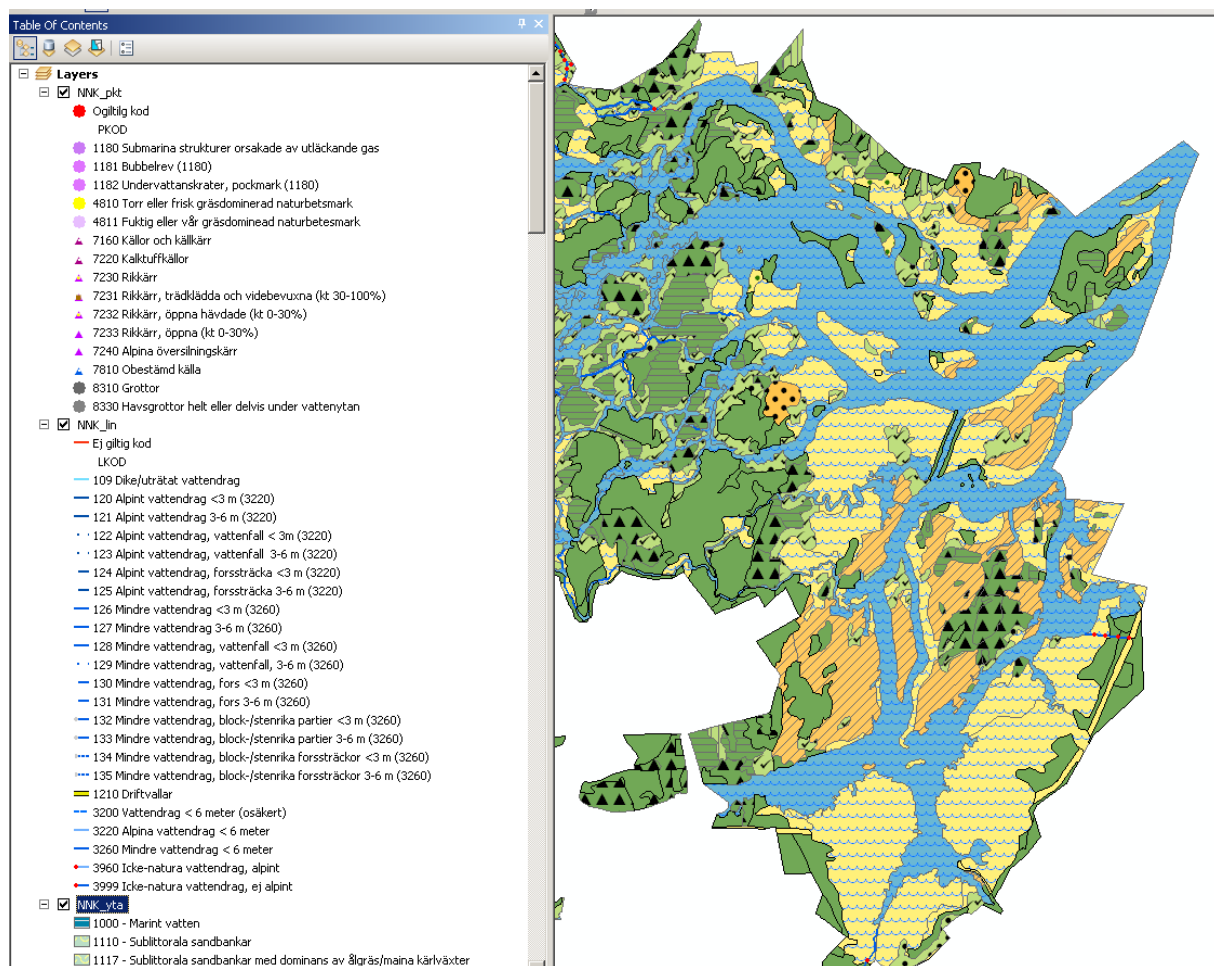 Table Of Contents
Layers
NNK_pkt
Ogiltilg kod
PKOD
1180 Submarina strukturer orsakade av utläckande gas
1181 Bubbelrev (1180)
1182 Undervattanskrater, pockmark (1180)
4810 Torr eller frisk gräsdominerad naturbetsmark
4811 Fuktig eller vår gräsdominead naturbetesmark
7160 Källor och källkärr
7220 Kalktuffkällor
7230 Rikkärr
7231 Rikkärr, trädklädda och videbevuxna (kt 30-100%)
7232 Rikkärr, öppna hävdade (kt 0-30%)
7233 Rikkärr, öppna (kt 0-30%)
7240 Alpina översilningskärr
7810 Obestämd källa
8310 Grottor
8330 Havsgrottor helt eller delvis under vattenytan
NNK_lin
Ej giltig kod
LKOD
109 Dike/uträtat vattendrag
120 Alpint vattendrag <3 m (3220)
121 Alpint vattendrag 3-6 m (3220)
122 Alpint vattendrag, vattenfall < 3m (3220)
123 Alpint vattendrag, vattenfall 3-6 m (3220)
124 Alpint vattendrag, forssträcka <3 m (3220)
125 Alpint vattendrag, forssträcka 3-6 m (3220)
126 Mindre vattendrag <3 m (3260)
127 Mindre vattendrag 3-6 m (3260)
128 Mindre vattendrag, vattenfall <3 m (3260)
129 Mindre vattendrag, vattenfall, 3-6 m (3260)
130 Mindre vattendrag, fors <3 m (3260)
131 Mindre vattendrag, fors 3-6 m (3260)
132 Mindre vattendrag, block-/stenrika partier <3 m (3260)
133 Mindre vattendrag, block-/stenrika partier 3-6 m (3260)
134 Mindre vattendrag, block-/stenrika forssträckor <3 m (3260)
135 Mindre vattendrag, block-/stenrika forssträckor 3-6 m (3260)
1210 Driftvallar
3200 Vattendrag < 6 meter (osäkert)
3220 Alpina vattendrag < 6 meter
3260 Mindre vattendrag < 6 meter
3960 Icke-natura vattendrag, alpint
3999 Icke-natura vattendrag, ej alpint
NNK_yta
1000 - Marint vatten
1110 - Sublittorala sandbankar
1117 - Sublittorala sandbankar med dominans av ålgräs/maina kärlväxter